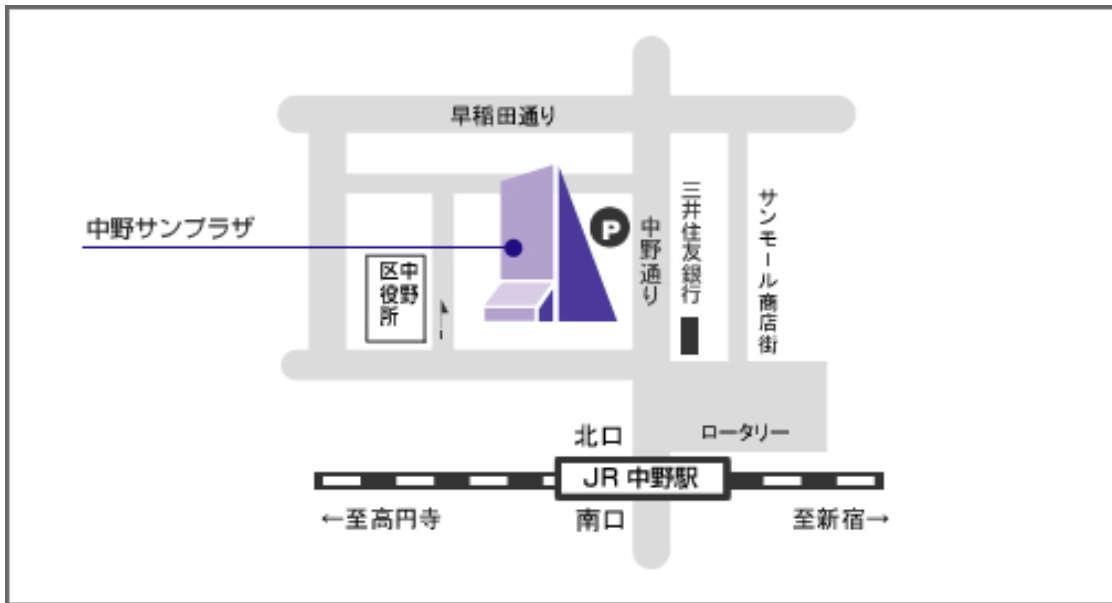 早稲田通り
中野サンプラザ
P
中野通り
三井住友銀行
サンモール商店街
中野
区役所
北口
ロータリー
JR 中野駅
←至高円寺
南口
至新宿→